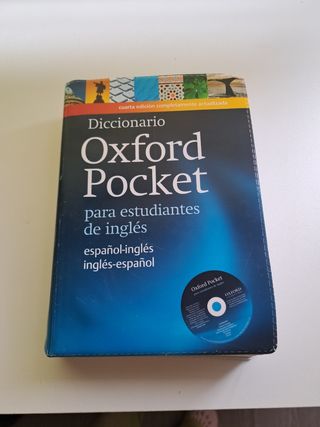 cuarta edición completamente actualizada
Diccionario
Oxford
Pocket
para estudiantes
de inglés
español-inglés
inglés-español
Oxford Pocket
OXFORD